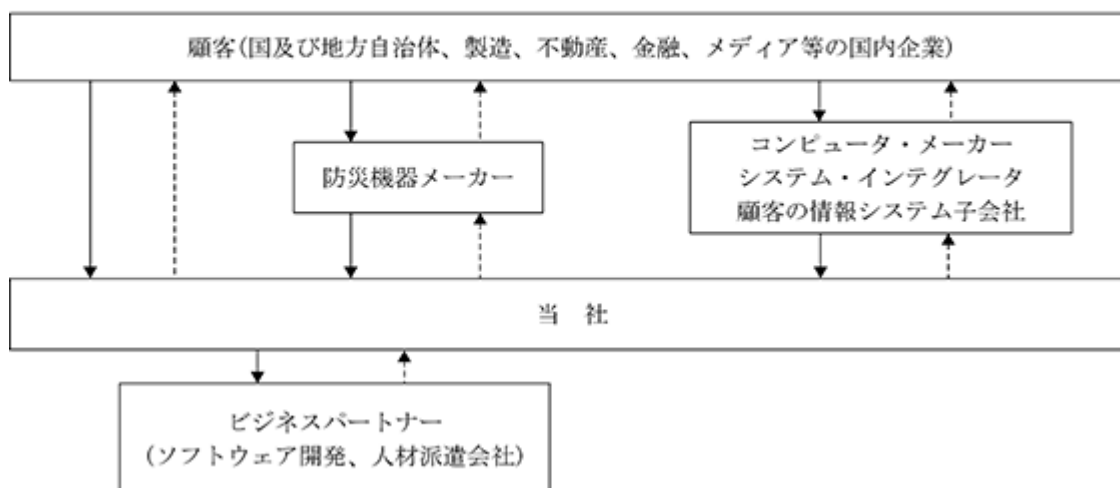 顧客(国及び地方自治体、製造、不動産、金融、メディア等の国内企業)
防災機器メーカー
コンピュータ・メーカー
システム・インテグレータ
顧客の情報システム子会社
当 社
ビジネスパートナー
(ソフトウェア開発、人材派遣会社)